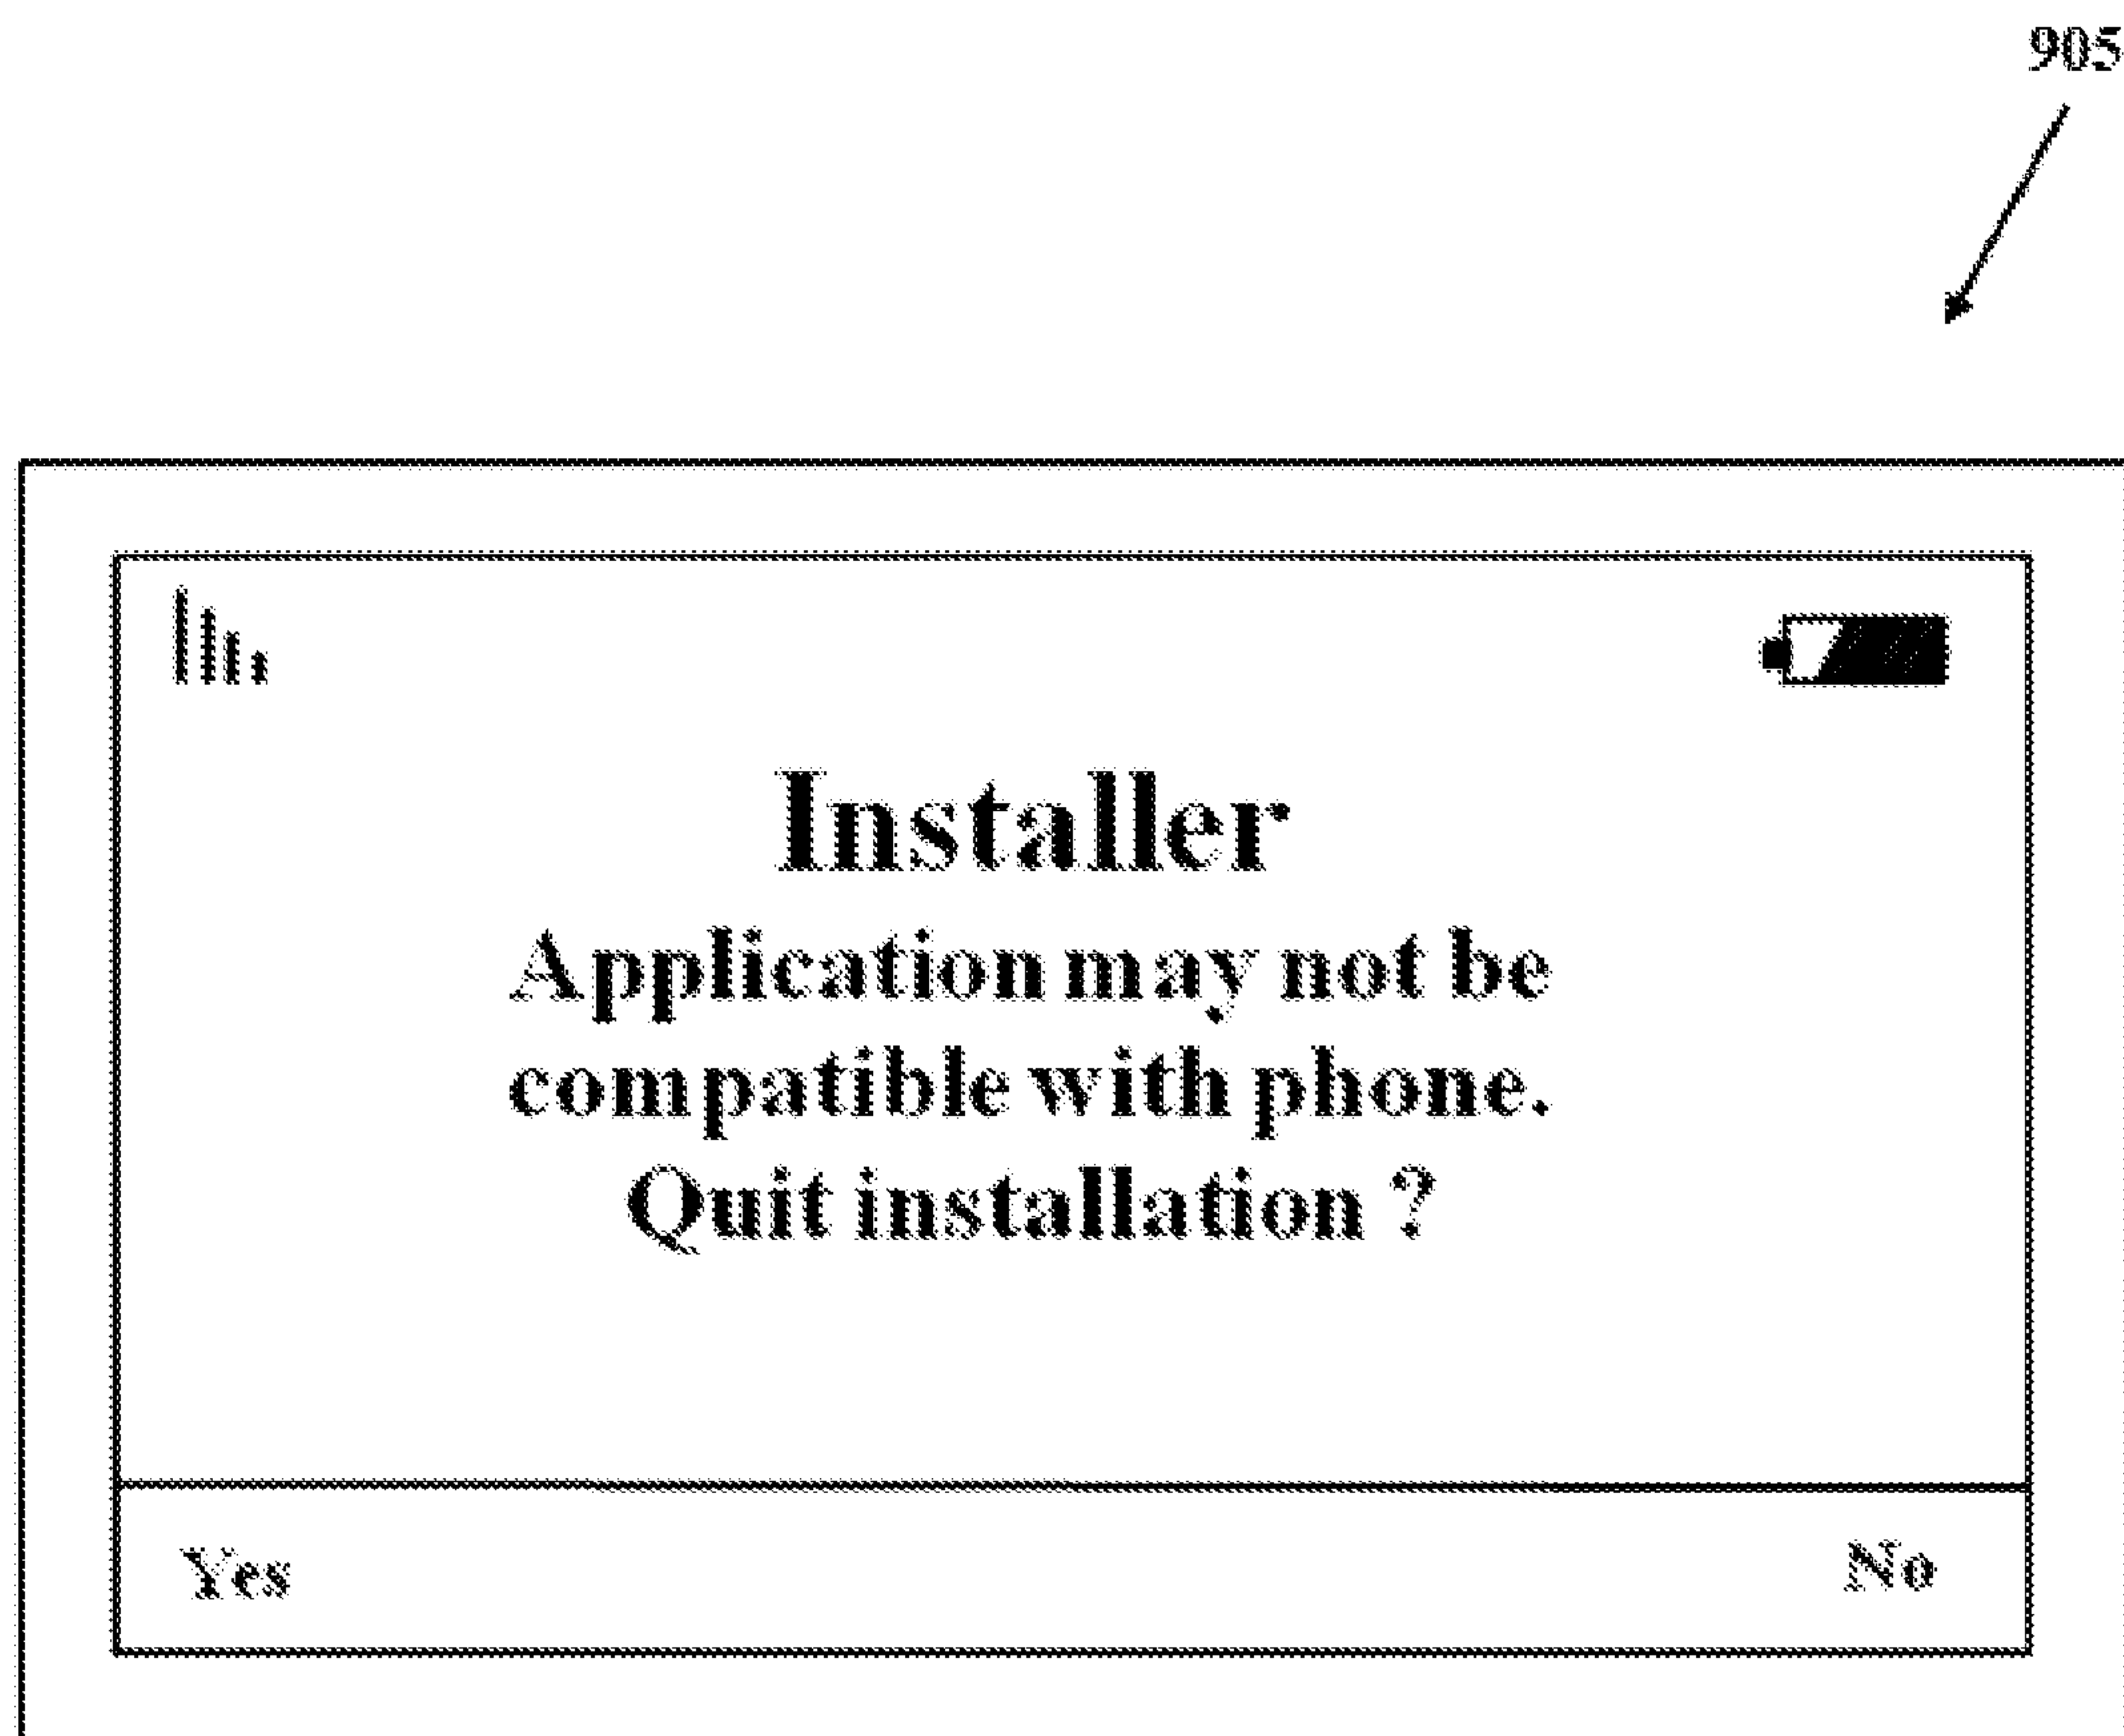 905
Installer
Application may not be
compatible with phone.
Quit installation ?
Yes No